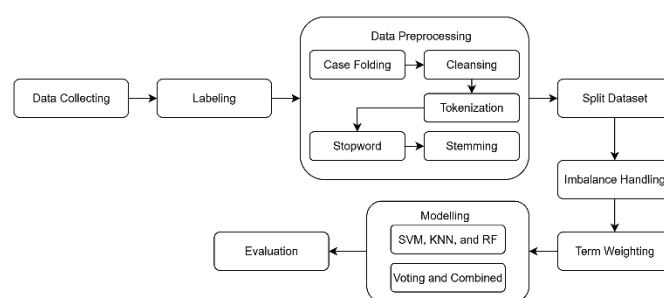 Data Collecting
Labeling
Data Preprocessing
Case Folding
Cleansing
Tokenization
Stopword
Stemming
Split Dataset
Imbalance Handling
Term Weighting
Modelling
SVM, KNN, and RF
Voting and Combined
Evaluation